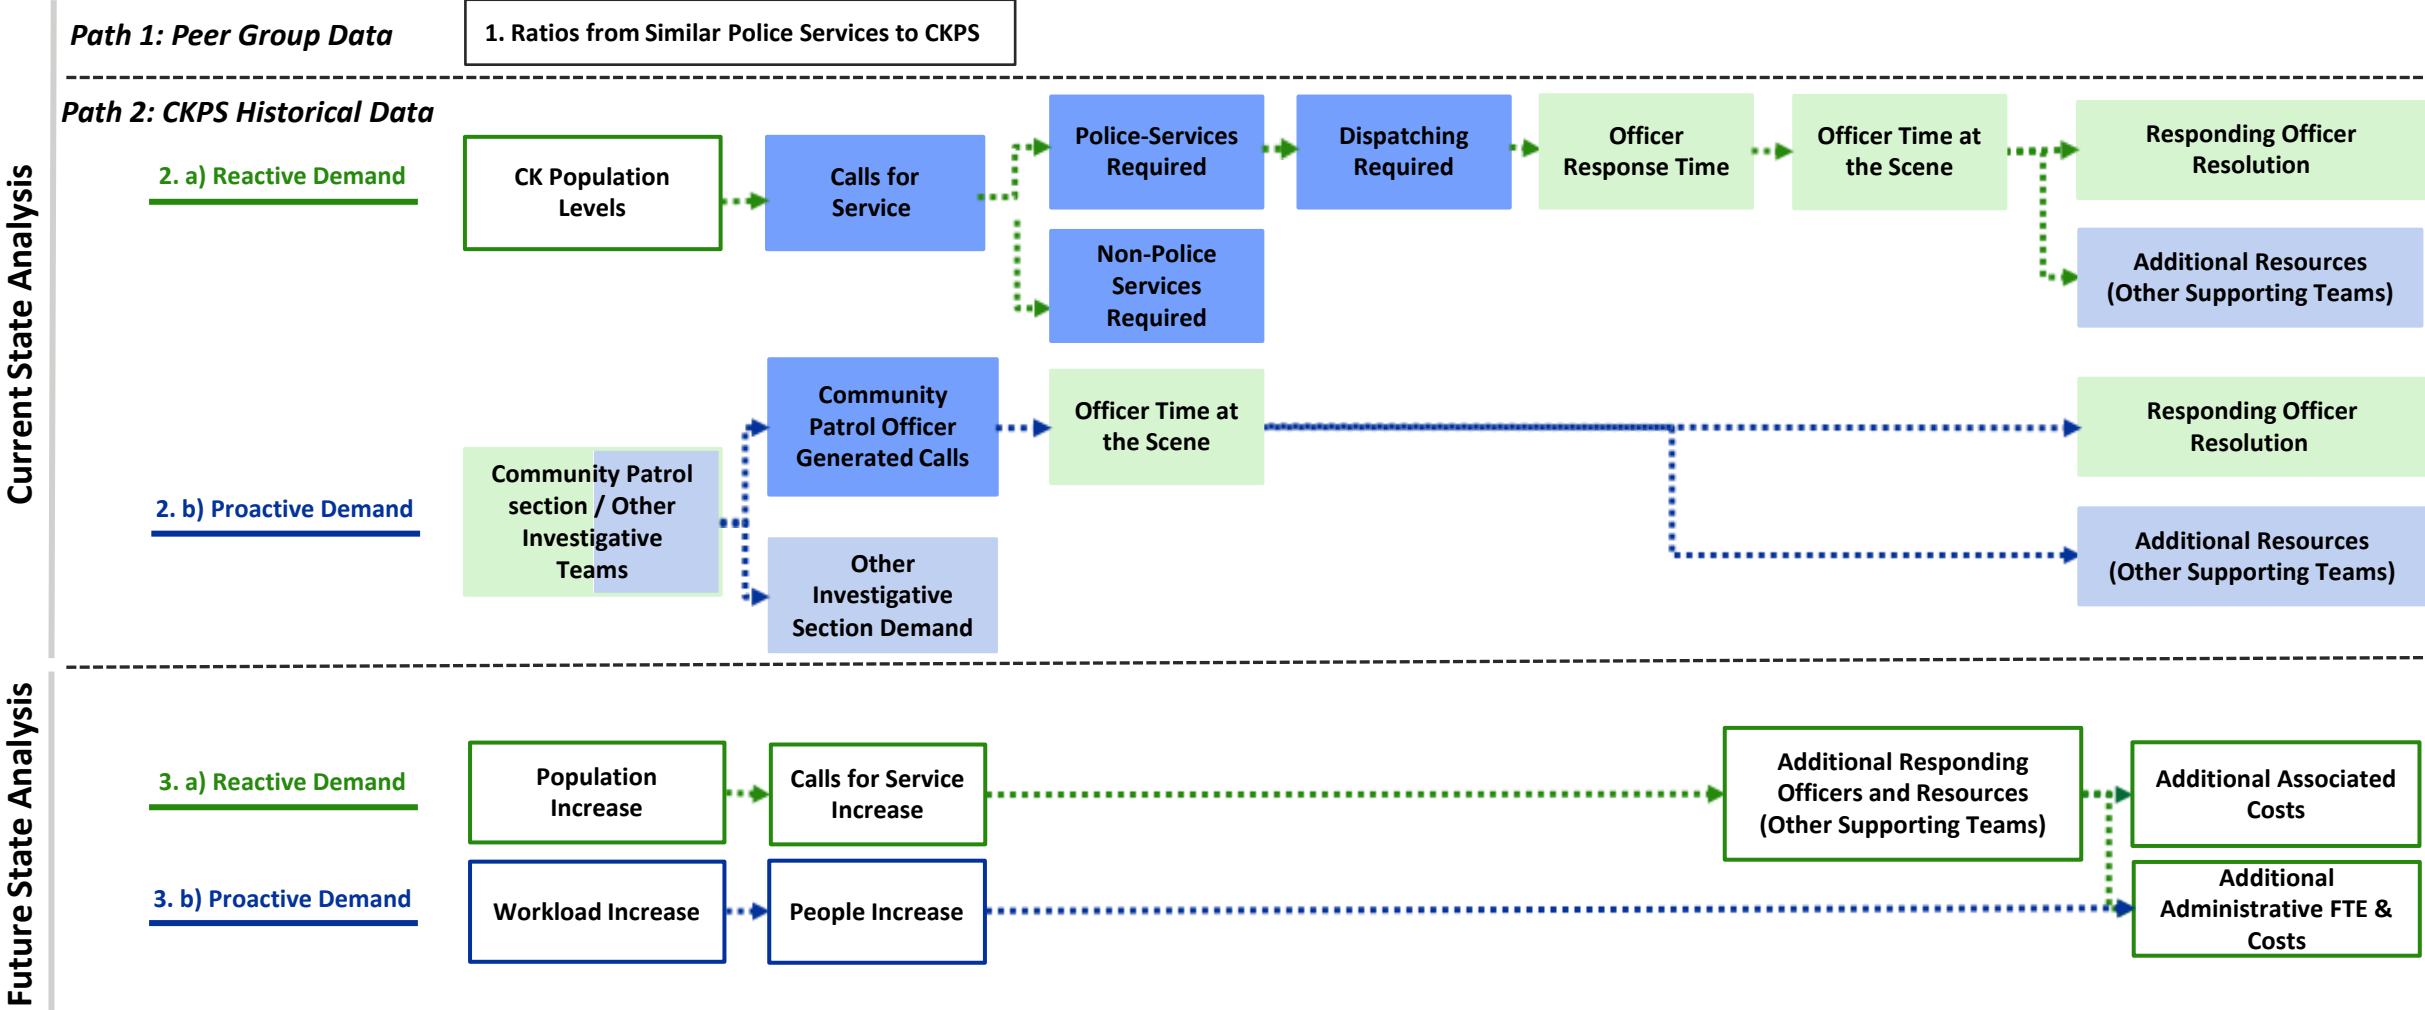 Current State Analysis
Path 1: Peer Group Data
1. Ratios from Similar Police Services to CKPS
Path 2: CKPS Historical Data
2. a) Reactive Demand
CK Population
Levels
Calls for
Service
Police-Services
Required
Dispatching
Required
Officer
Response Time
Officer Time at
the Scene
Responding Officer
Resolution
Non-Police
Services
Required
Additional Resources
(Other Supporting Teams)
2. b) Proactive Demand
Community Patrol
section / Other
Investigative
Teams
Community
Patrol Officer
Generated Calls
Officer Time at
the Scene
Responding Officer
Resolution
Other
Investigative
Section Demand
Additional Resources
(Other Supporting Teams)
Future State Analysis
3. a) Reactive Demand
Population
Increase
Calls for Service
Increase
Additional Responding
Officers and Resources
(Other Supporting Teams)
Additional Associated
Costs
3. b) Proactive Demand
Workload Increase
People Increase
Additional
Administrative FTE &
Costs